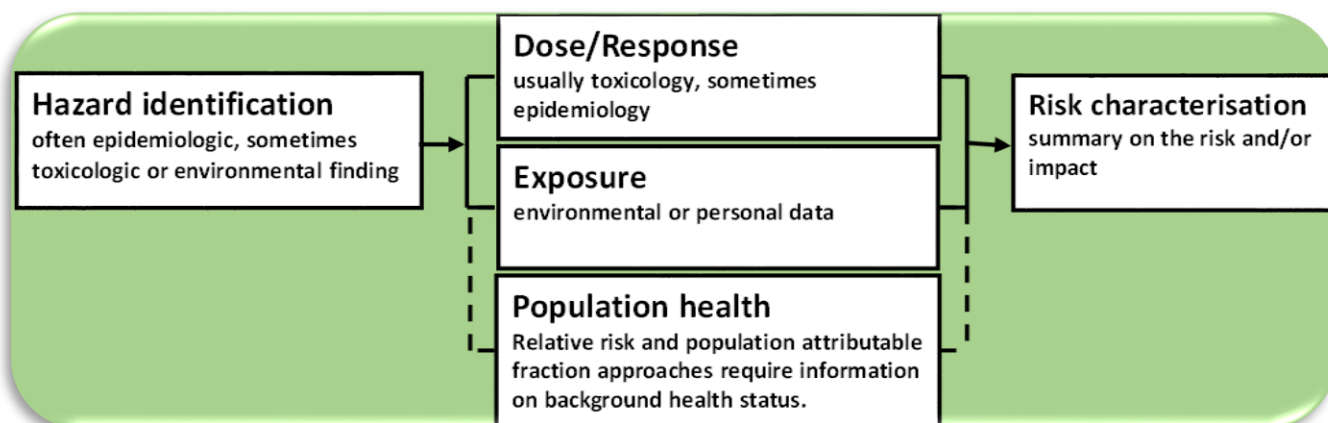 Hazard identification
often epidemiologic, sometimes
toxicologic or environmental finding
Dose/Response
usually toxicology, sometimes
epidemiology
Exposure
environmental or personal data
Population health
Relative risk and population attributable
fraction approaches require information
on background health status.
Risk characterisation
summary on the risk and/or
impact